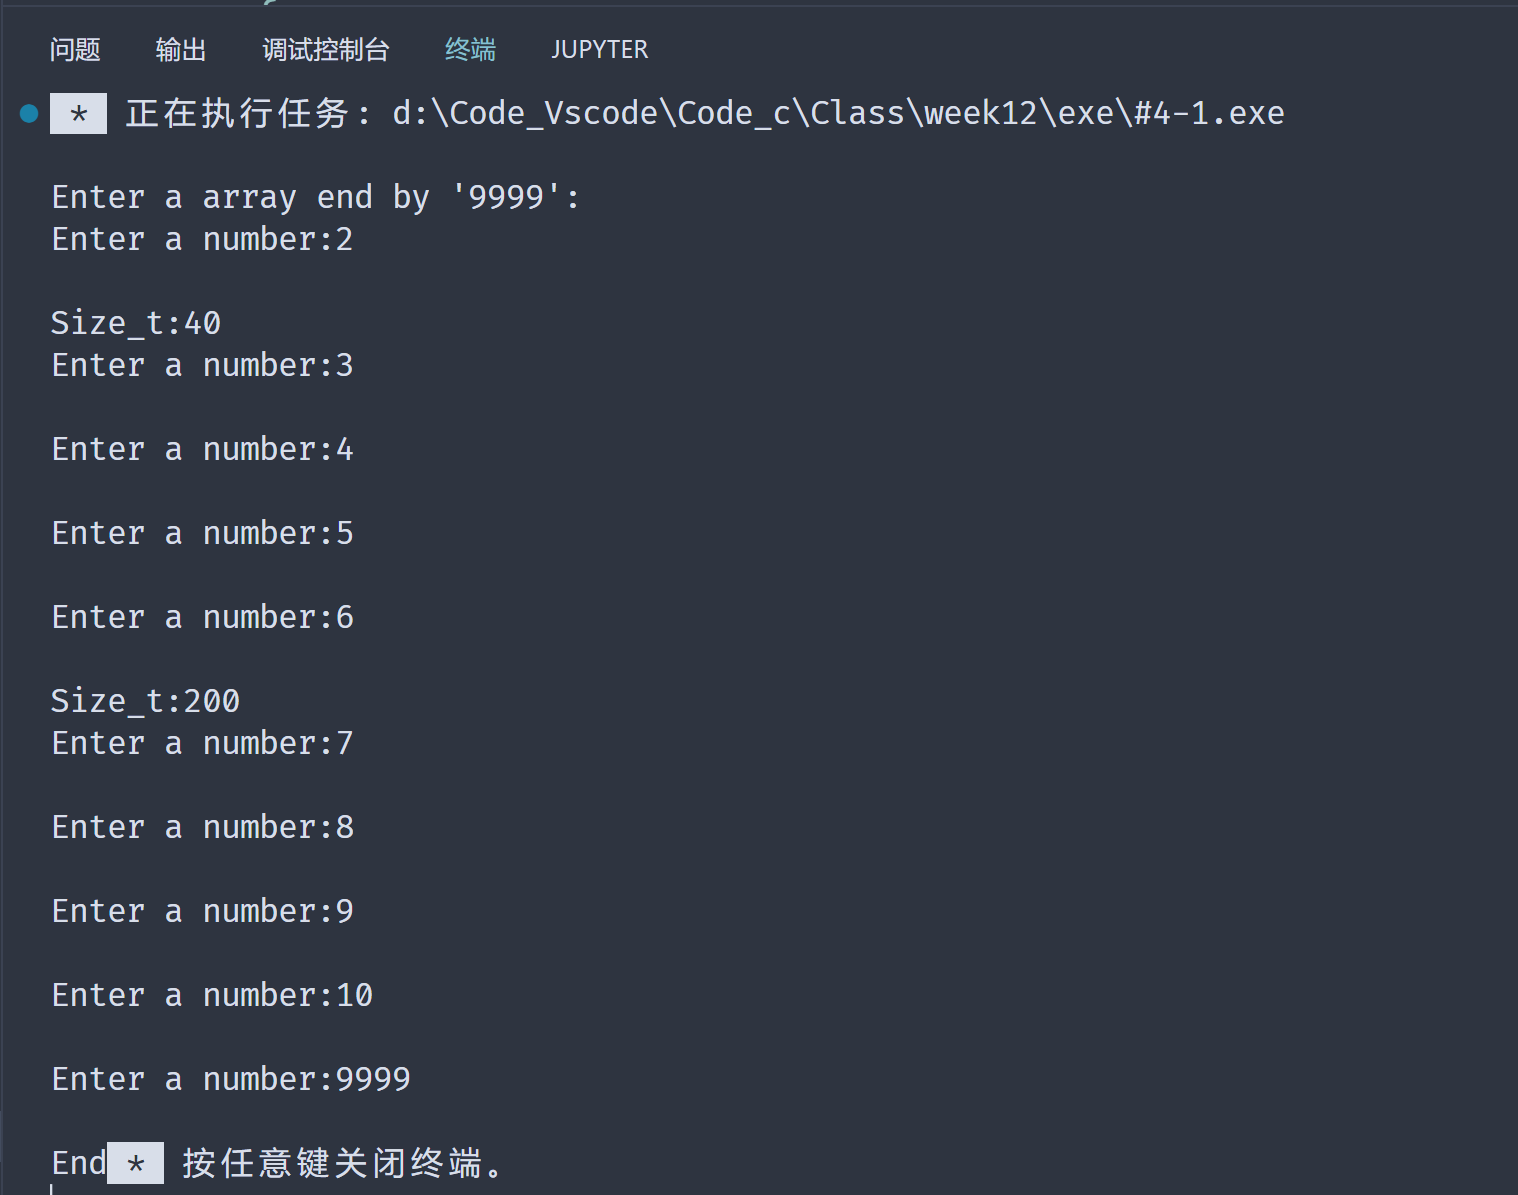 问题 输出 调试控制台 终端 JUPYTER
* 正在执行任务: d:\Code_Vscode\Code_c\Class\week12\exe\#4-1.exe
Enter a array end by '9999':
Enter a number:2
Size_t:40
Enter a number:3
Enter a number:4
Enter a number:5
Enter a number:6
Size_t:200
Enter a number:7
Enter a number:8
Enter a number:9
Enter a number:10
Enter a number:9999
End * 按任意键关闭终端。